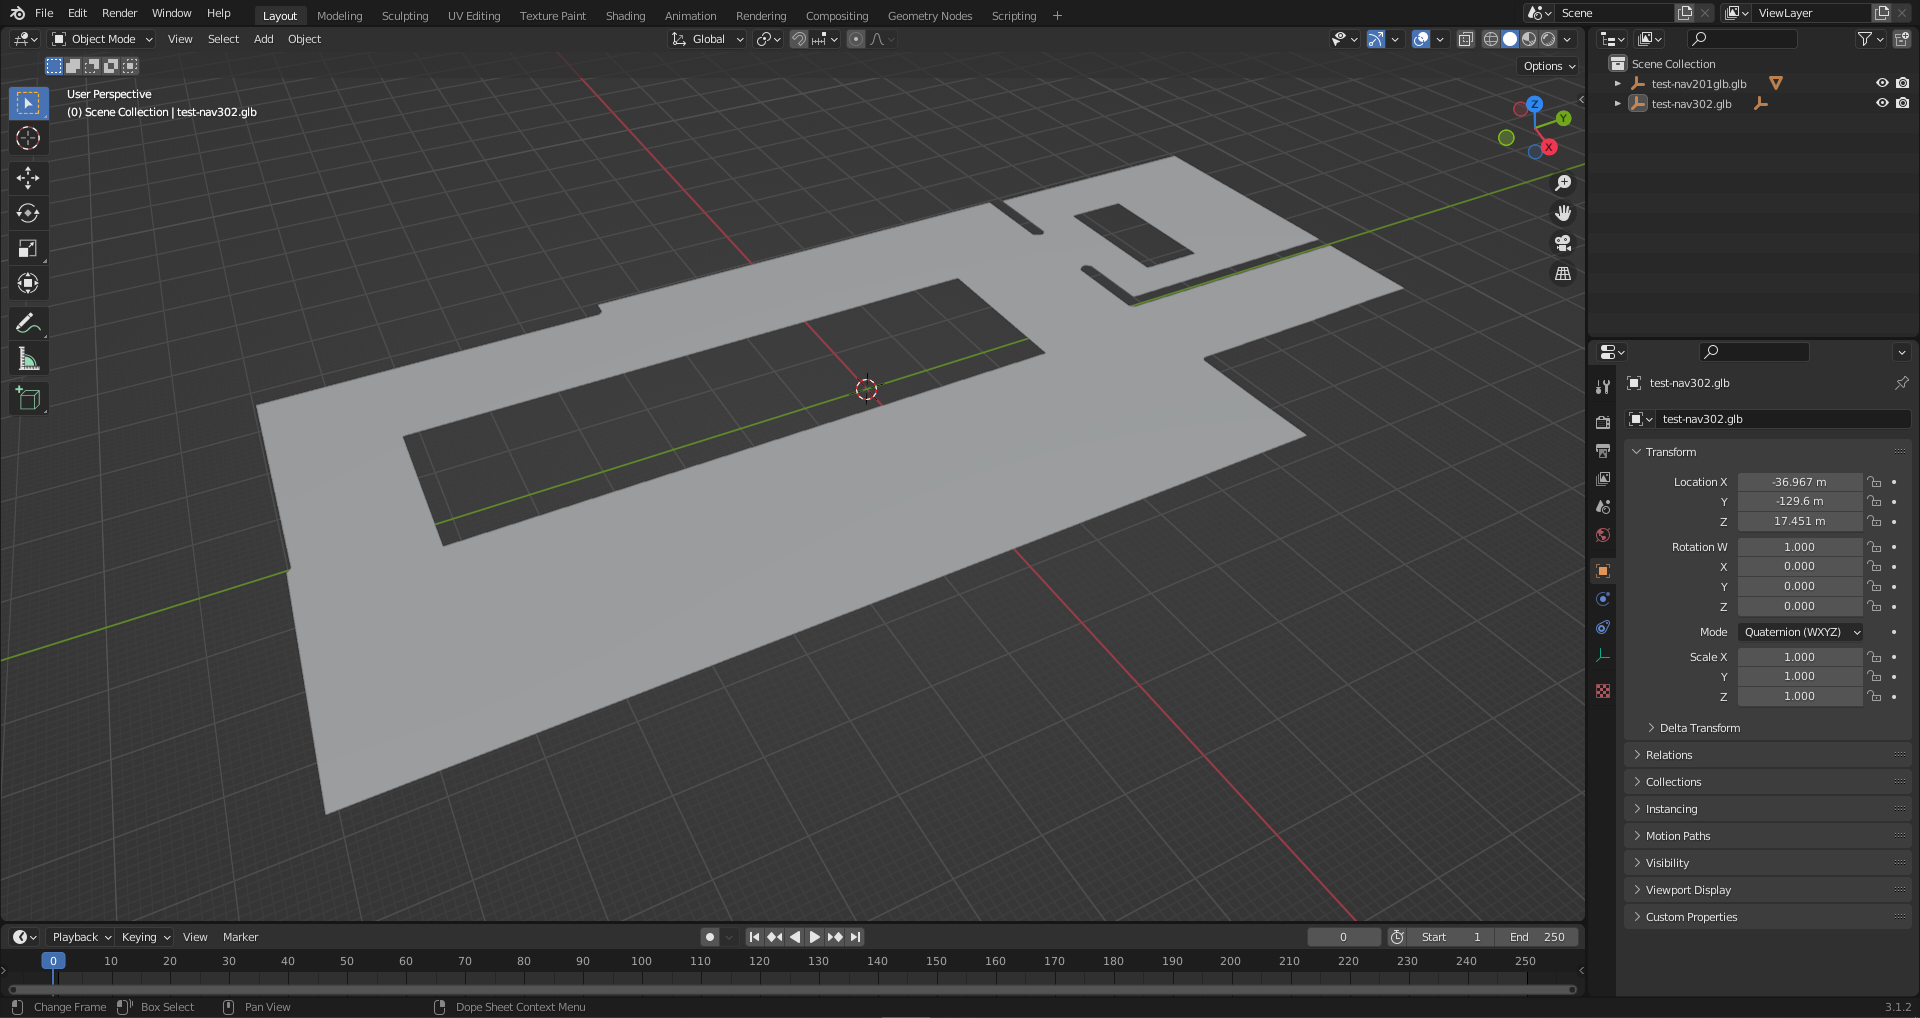 File Edit Render Window Help Layout Modeling Sculpting UV Editing Texture Paint Shading Animation Rendering Compositing Geometry Nodes Scripting + Scene ViewLayer
Object Mode View Select Add Object Global
Options
User Perspective
(0) Scene Collection | test-nav302.glb
Z
Y
X
Scene Collection
test-nav201glb.glb
test-nav302.glb
test-nav302.glb
test-nav302.glb
Transform
Location X -36.967 m
Y -129.6 m
Z 17.451 m
Rotation W 1.000
X 0.000
Y 0.000
Z 0.000
Mode Quaternion (WXYZ)
Scale X 1.000
Y 1.000
Z 1.000
Delta Transform
Relations
Collections
Instancing
Motion Paths
Visibility
Viewport Display
Custom Properties
Playback Keying View Marker 0 Start 1 End 250
0 10 20 30 40 50 60 70 80 90 100 110 120 130 140 150 160 170 180 190 200 210 220 230 240 250
Change Frame Box Select Pan View Dope Sheet Context Menu 3.1.2